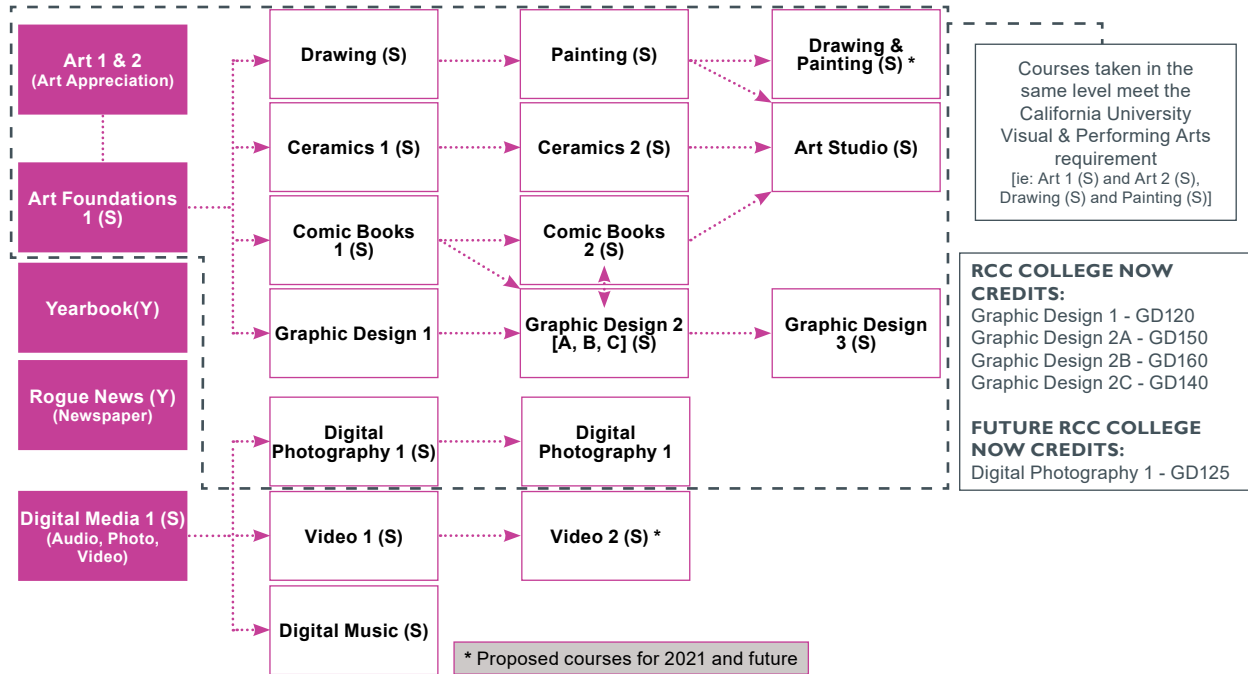 Art 1 & 2
(Art Appreciation)
Art Foundations
1 (S)
Yearbook(Y)
Rogue News (Y)
(Newspaper)
Digital Media 1 (S)
(Audio, Photo,
Video)
Drawing (S)
Painting (S)
Drawing &
Painting (S) *
Ceramics 1 (S)
Ceramics 2 (S)
Art Studio (S)
Comic Books
1 (S)
Comic Books
2 (S)
Graphic Design 1
Graphic Design 2
[A, B, C] (S)
Graphic Design
3 (S)
Digital
Photography 1 (S)
Digital
Photography 1
Video 1 (S)
Video 2 (S) *
Digital Music (S)
* Proposed courses for 2021 and future
Courses taken in the
same level meet the
California University
Visual & Performing Arts
requirement
[ie: Art 1 (S) and Art 2 (S),
Drawing (S) and Painting (S)]
RCC COLLEGE NOW
CREDITS:
Graphic Design 1 - GD120
Graphic Design 2A - GD150
Graphic Design 2B - GD160
Graphic Design 2C - GD140
FUTURE RCC COLLEGE
NOW CREDITS:
Digital Photography 1 - GD125